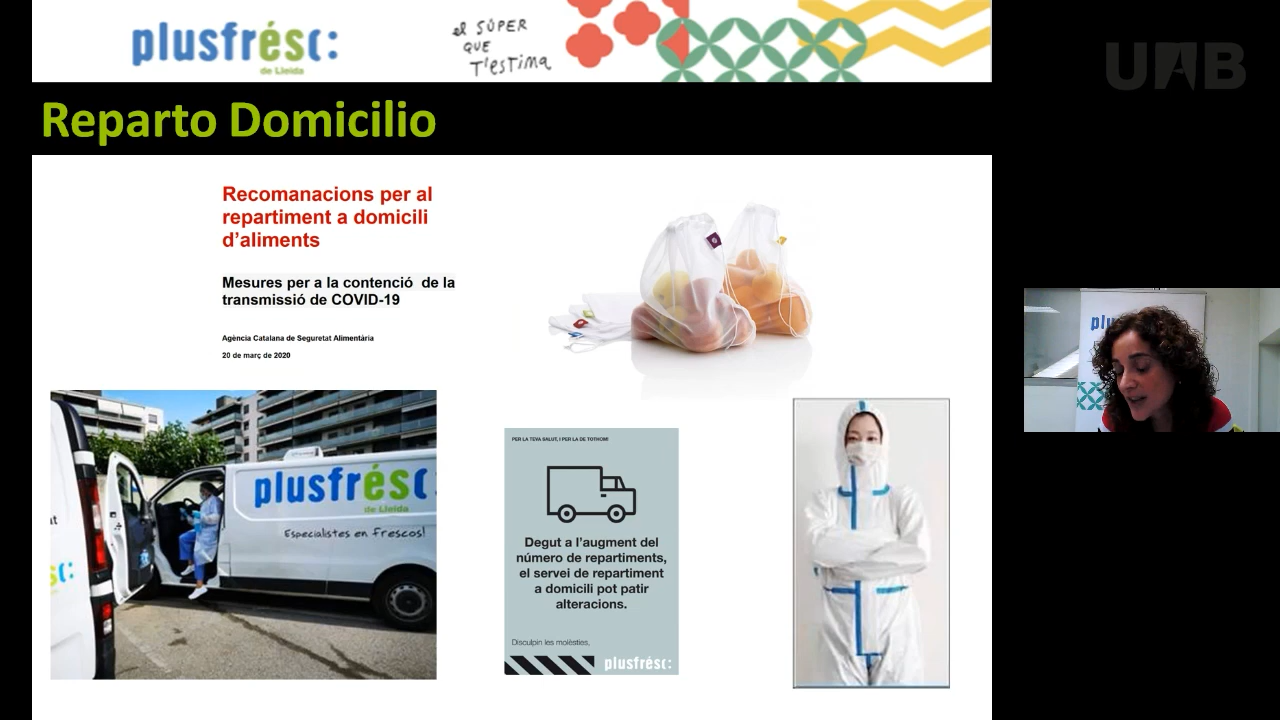 plusfrésc:
de Lleida
el SÚPER
QUE
T'estima
UAB
Reparto Domicilio
Recomanacions per al
repartiment a domicili
d'aliments
Mesures per a la contenció de la
transmissió de COVID-19
Agència Catalana de Seguretat Alimentària
20 de març de 2020
plusfrésc
de Lleida
Especialistes en frescos!
PER LA TEVA SALUT, I PER LA DE TOTHOM!
Degut a l'augment del
número de repartiments,
el servei de repartiment
a domicili pot patir
alteracions.
Disculpin les molèsties,
plusfrésc:
plu